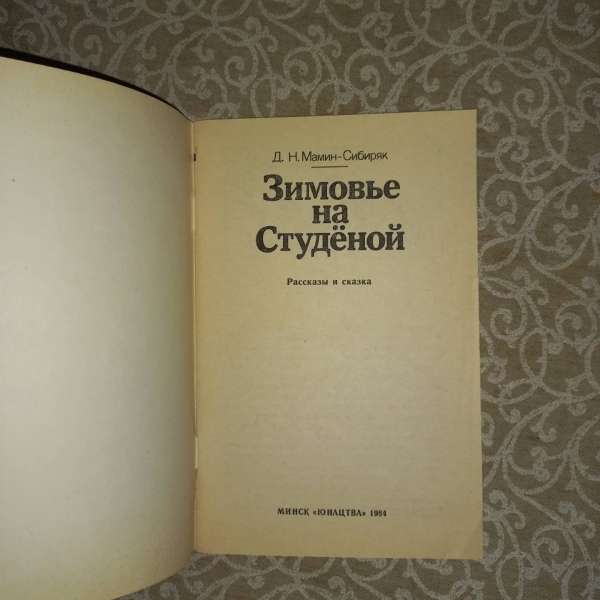 Д. Н. Мамин-Сибиряк
Зимовье
на
Студёной
Рассказы и сказка
МИНСК «ЮНАЦТВА» 1984